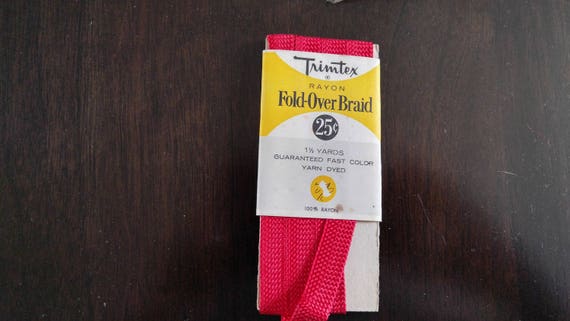 Trimtex
®
RAYON
Fold-Over Braid
25¢
1½ YARDS
GUARANTEED FAST COLOR
YARN DYED
100% RAYON